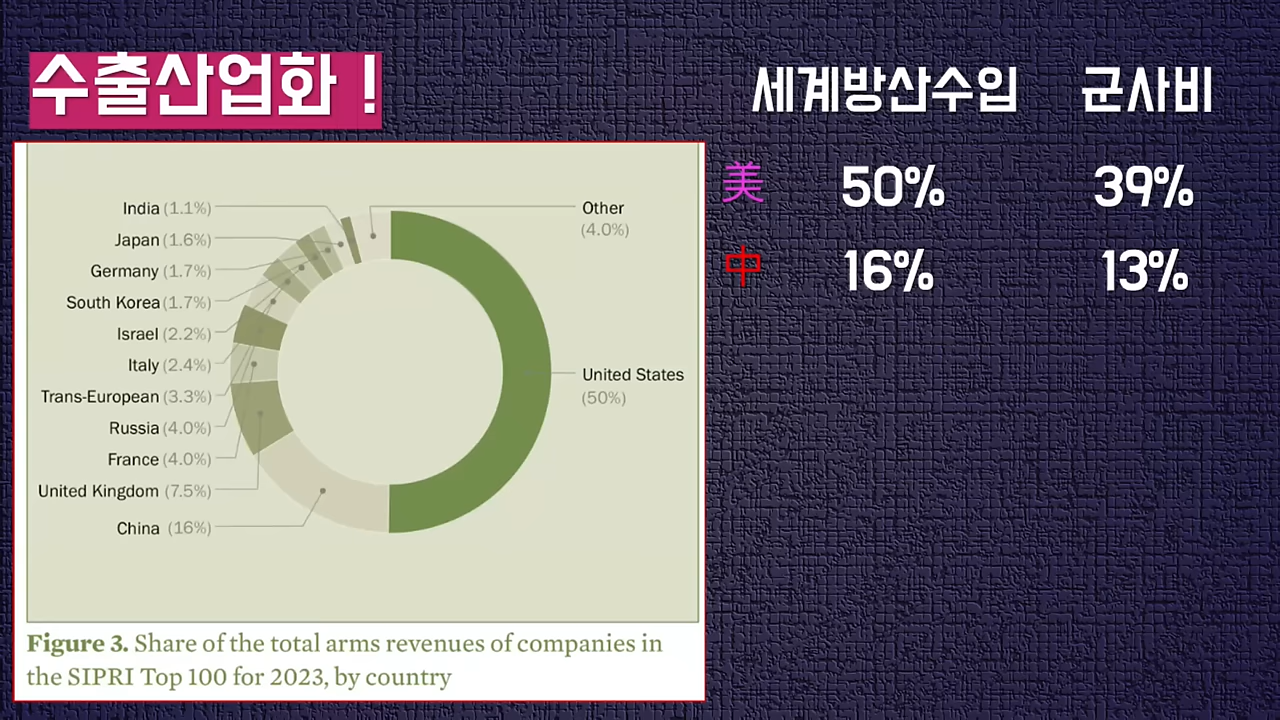 수출산업화 !
세계방산수입 군사비
美 50% 39%
中 16% 13%
India (1.1%)
Japan (1.6%)
Germany (1.7%)
South Korea (1.7%)
Israel (2.2%)
Italy (2.4%)
Trans-European (3.3%)
Russia (4.0%)
France (4.0%)
United Kingdom (7.5%)
China (16%)
Other
(4.0%)
United States
(50%)
Figure 3. Share of the total arms revenues of companies in
the SIPRI Top 100 for 2023, by country